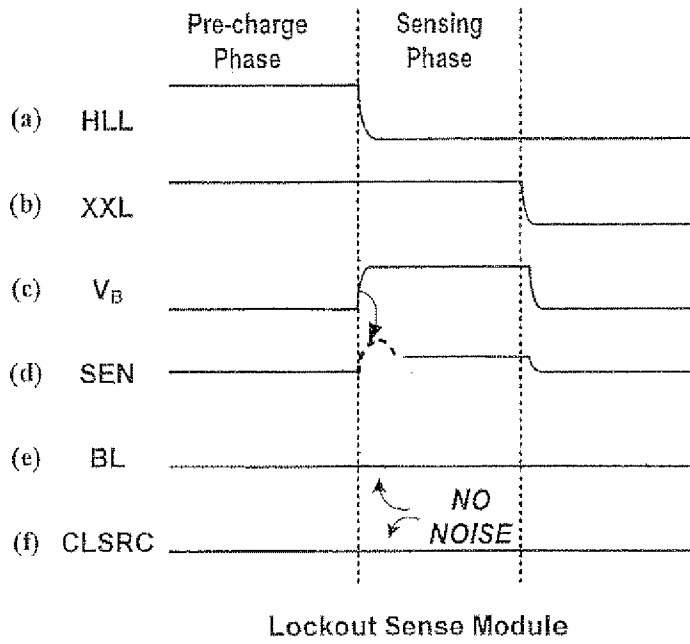 Pre-charge Phase
Sensing Phase
(a) HLL
(b) XXL
(c) V_B
(d) SEN
(e) BL
NO NOISE
(f) CLSRC
Lockout Sense Module